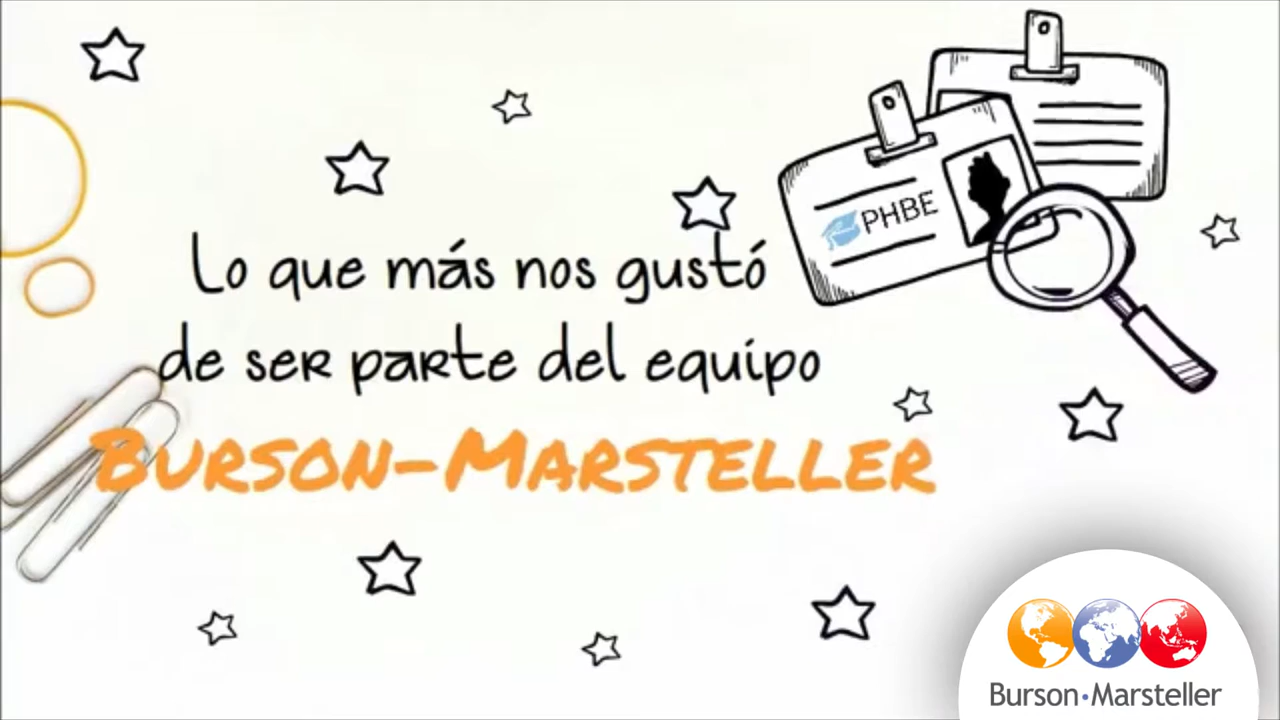 PHBE
Lo que más nos gustó
de ser parte del equipo
BURSON-MARSTELLER
Burson·Marsteller